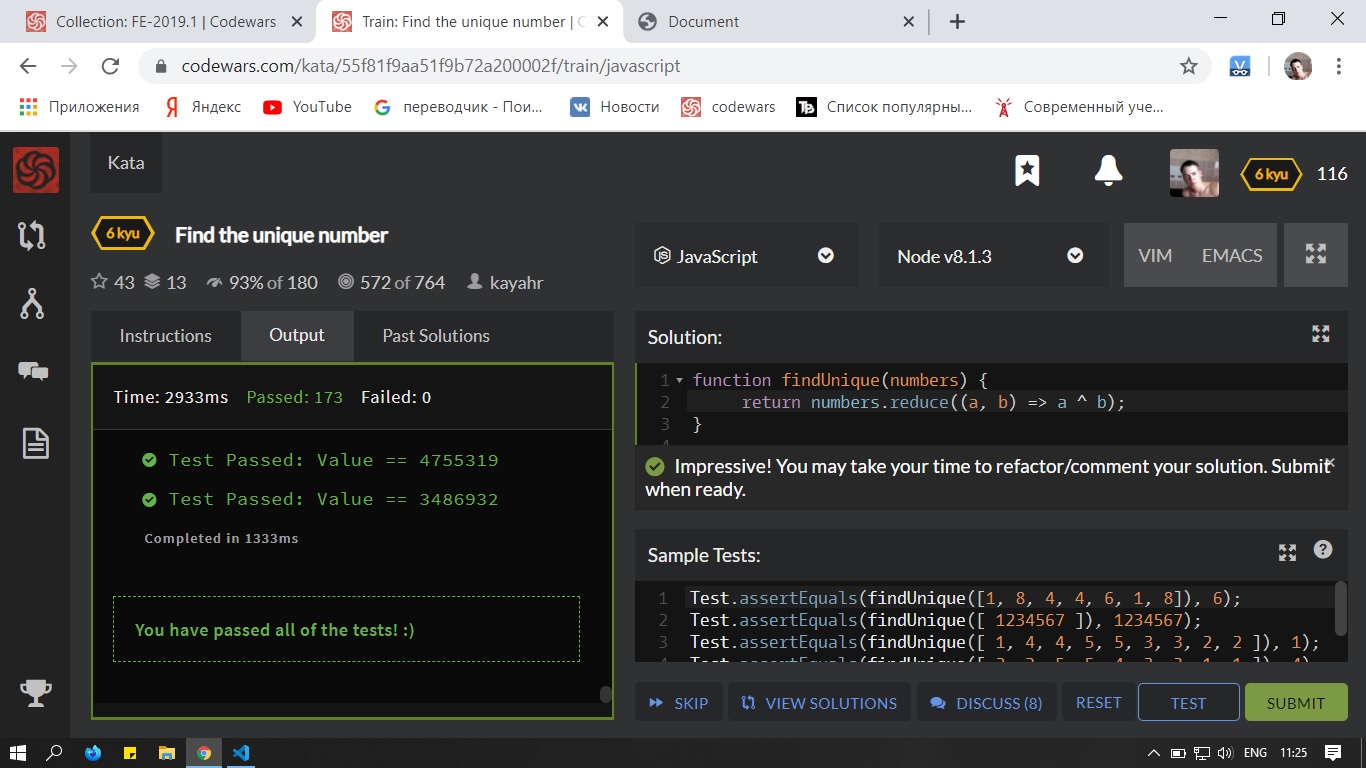 Collection: FE-2019.1 | Codewars
Train: Find the unique number |
Document
codewars.com/kata/55f81f9aa51f9b72a200002f/train/javascript
Приложения
Яндекс
YouTube
переводчик - Пои...
Новости
codewars
Список популярны...
Современный уче...
Kata
6 kyu
116
6 kyu
Find the unique number
43
13
93% of 180
572 of 764
kayahr
JavaScript
Node v8.1.3
VIM
EMACS
Instructions
Output
Past Solutions
Time: 2933ms Passed: 173 Failed: 0
Test Passed: Value == 4755319
Test Passed: Value == 3486932
Completed in 1333ms
You have passed all of the tests! :)
Solution:
1 function findUnique(numbers) {
2 return numbers.reduce((a, b) => a ^ b);
3 }
4
Impressive! You may take your time to refactor/comment your solution. Submit
when ready.
Sample Tests:
1 Test.assertEquals(findUnique([1, 8, 4, 4, 6, 1, 8]), 6);
2 Test.assertEquals(findUnique([ 1234567 ]), 1234567);
3 Test.assertEquals(findUnique([ 1, 4, 4, 5, 5, 3, 3, 2, 2 ]), 1);
SKIP
VIEW SOLUTIONS
DISCUSS (8)
RESET
TEST
SUBMIT
ENG
11:25